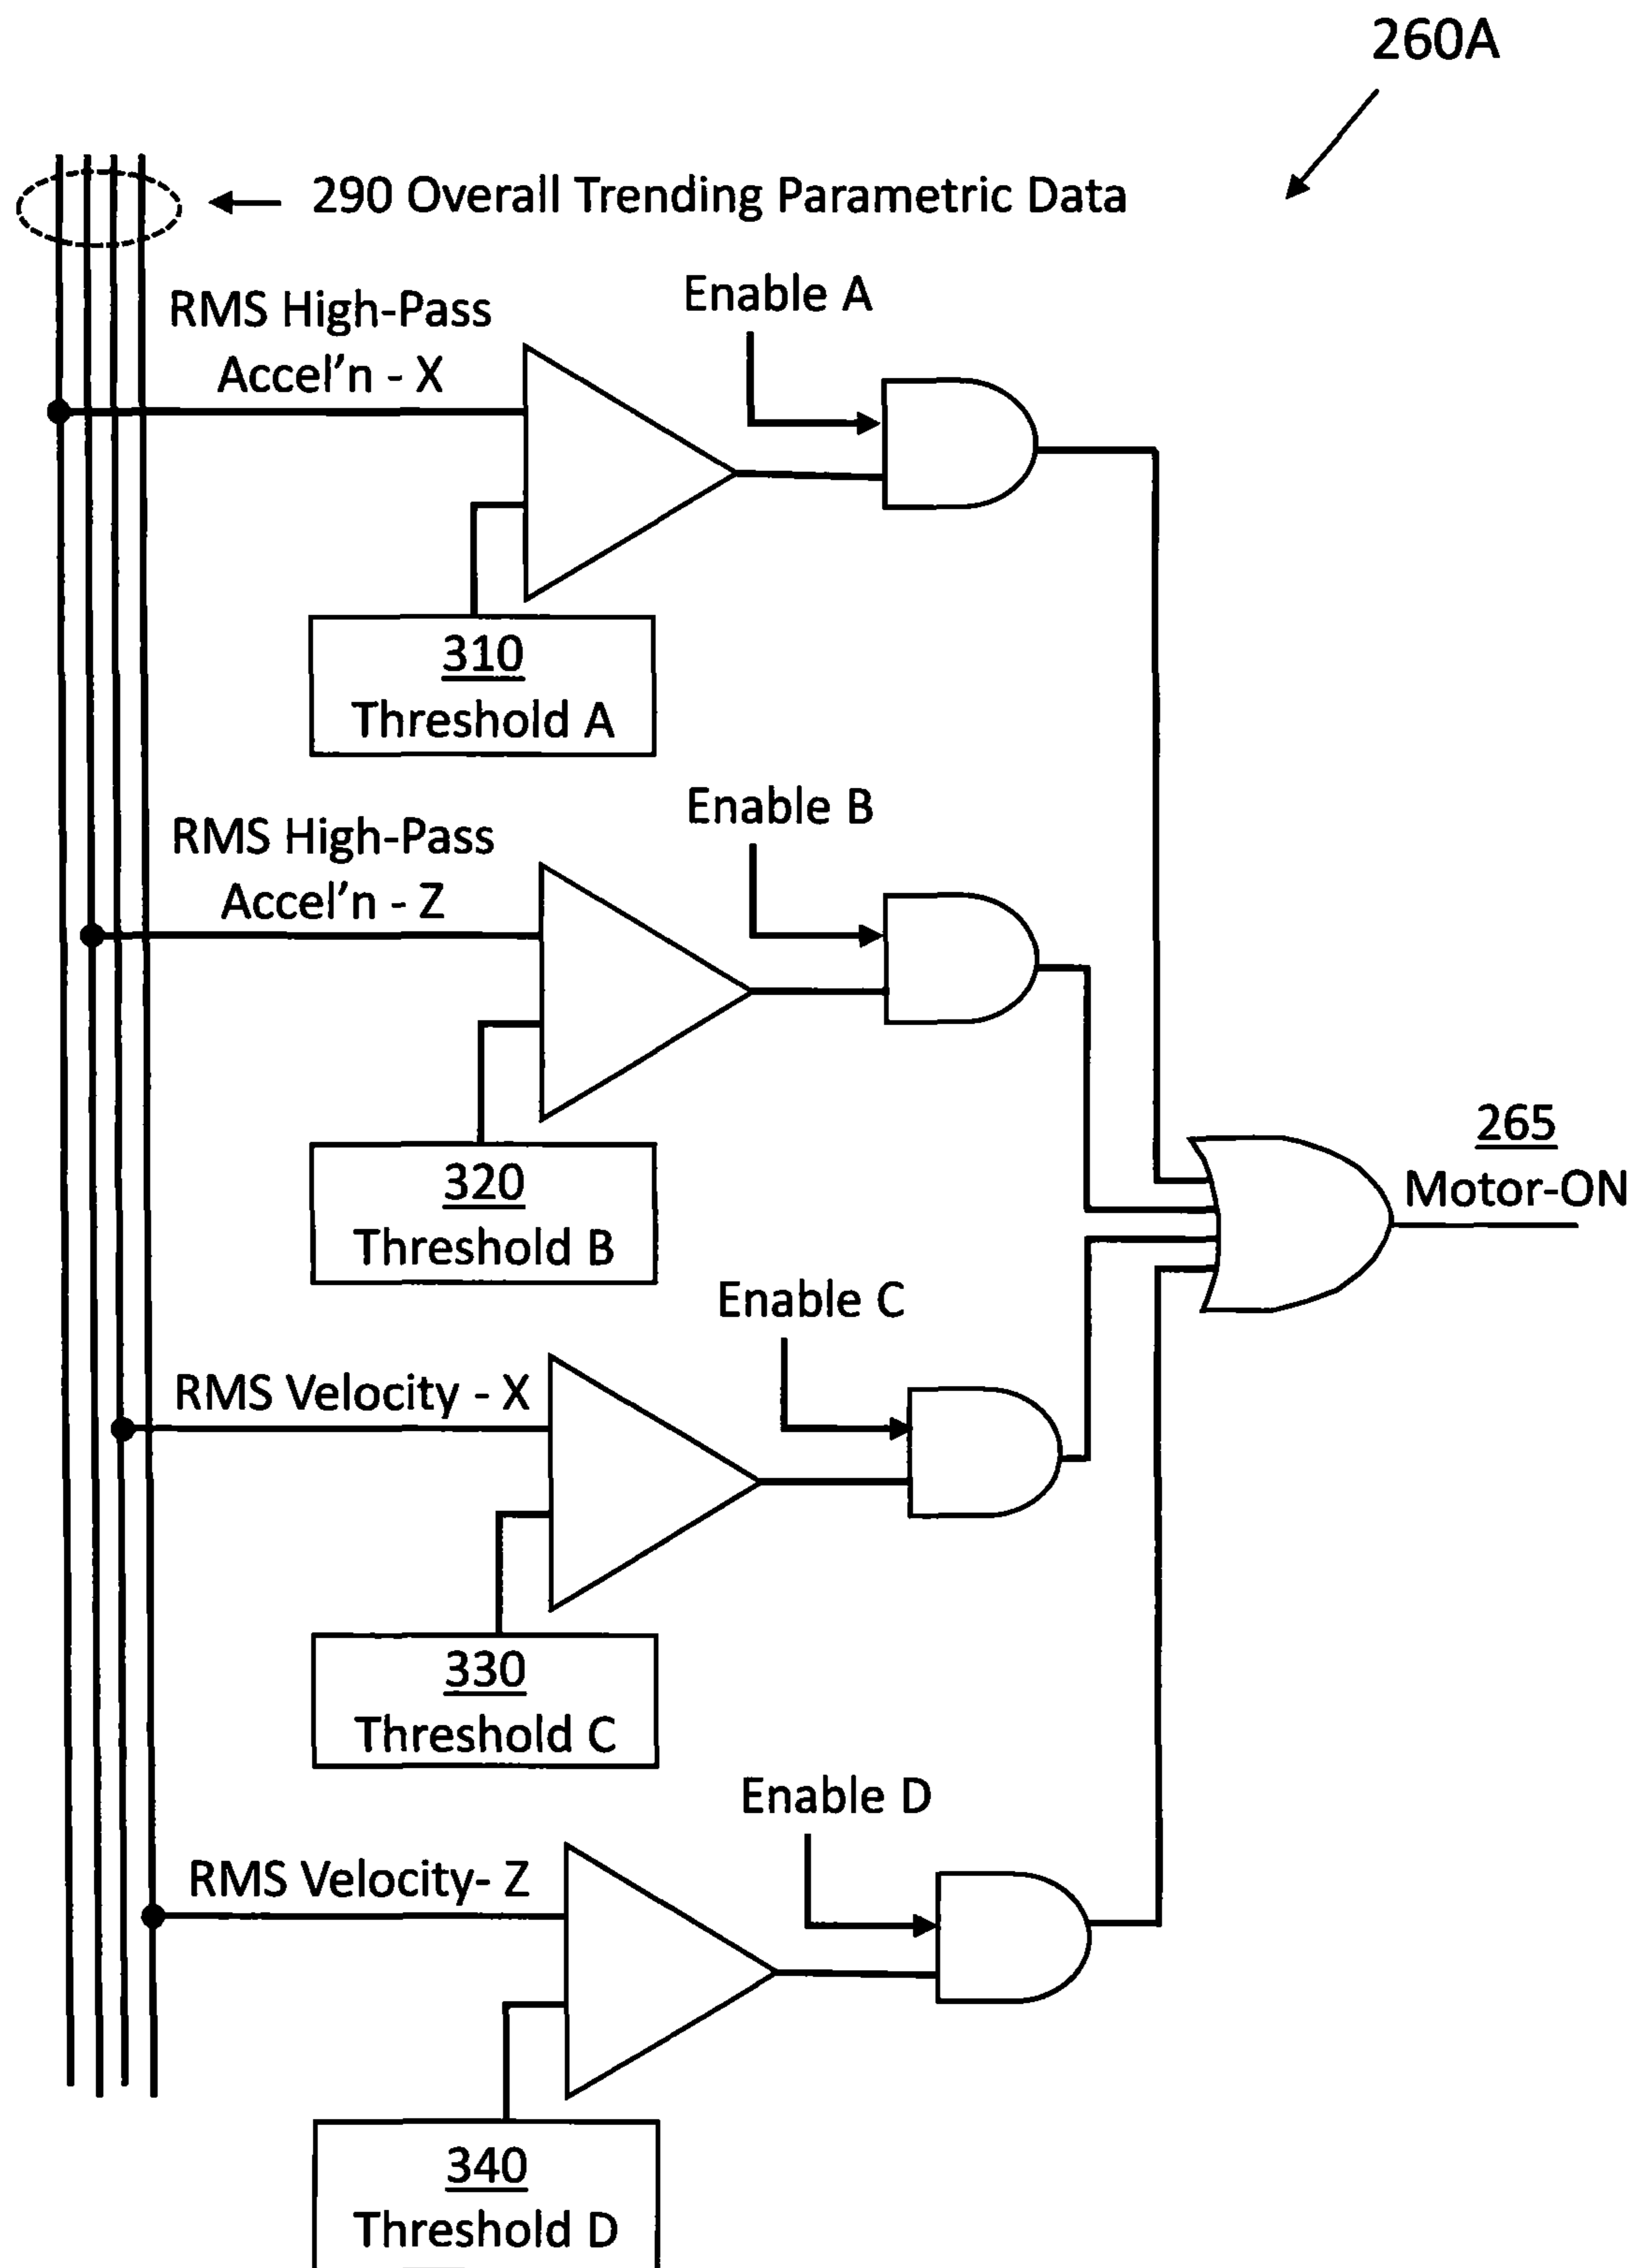 260A
290 Overall Trending Parametric Data
Enable A
RMS High-Pass
Accel'n - X
310
Threshold A
Enable B
RMS High-Pass
Accel'n - Z
320
Threshold B
265
Motor-ON
Enable C
RMS Velocity - X
330
Threshold C
Enable D
RMS Velocity- Z
340
Threshold D